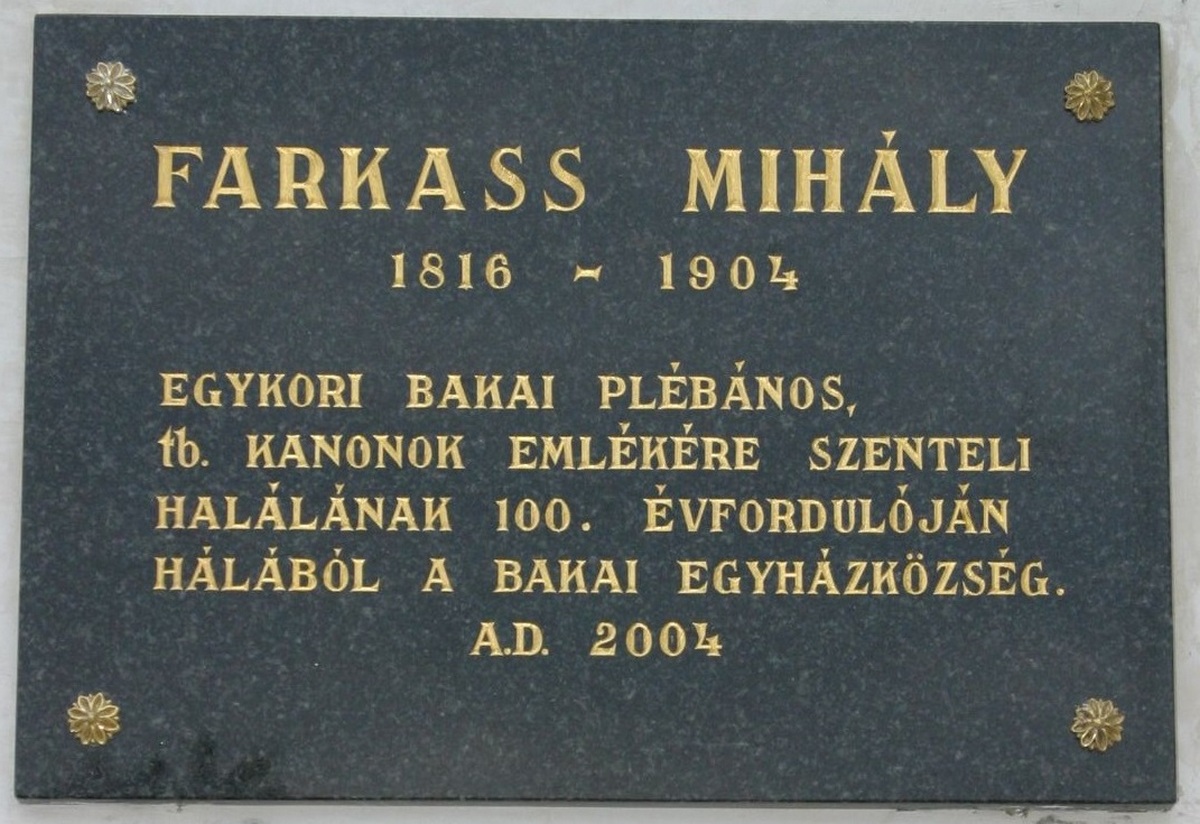 FARKASS MIHÁLY
1816 - 1904
EGYKORI BAKAI PLÉBÁNOS,
tb. KANONOK EMLÉKÉRE SZENTELI
HALÁLÁNAK 100. ÉVFORDULÓJÁN
HÁLÁBÓL A BAKAI EGYHÁZKÖZSÉG.
A.D. 2004